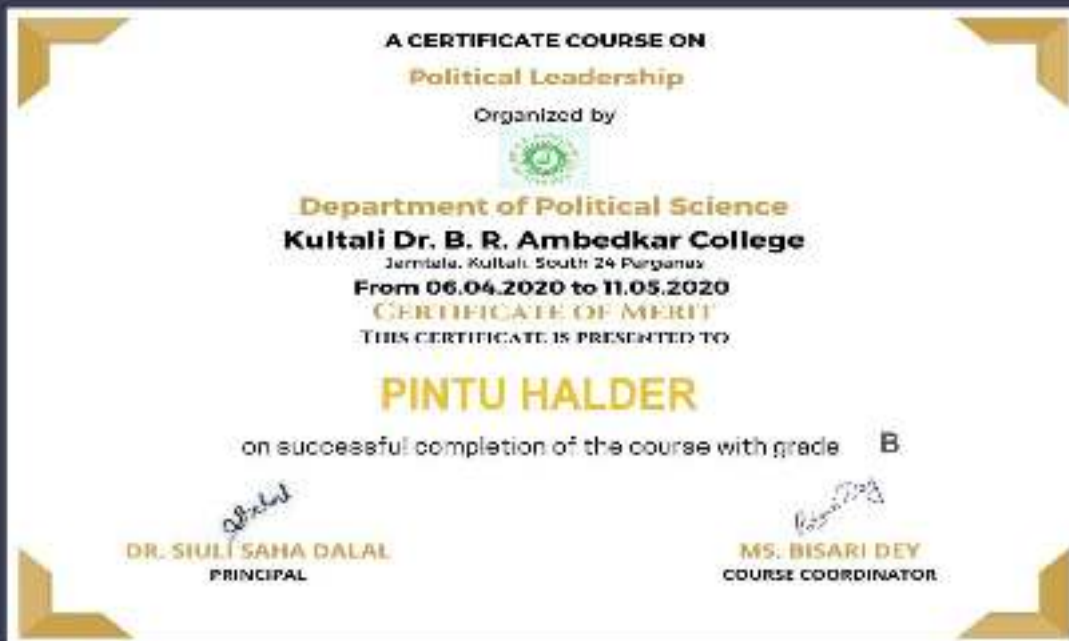 A CERTIFICATE COURSE ON
Political Leadership
Organized by
Department of Political Science
Kultali Dr. B. R. Ambedkar College
Jamtala, Kultali, South 24 Parganas
From 06.04.2020 to 11.05.2020
CERTIFICATE OF MERIT
THIS CERTIFICATE IS PRESENTED TO
PINTU HALDER
on successful completion of the course with grade B
DR. SIULI SAHA DALAL
PRINCIPAL
MS. BISARI DEY
COURSE COORDINATOR